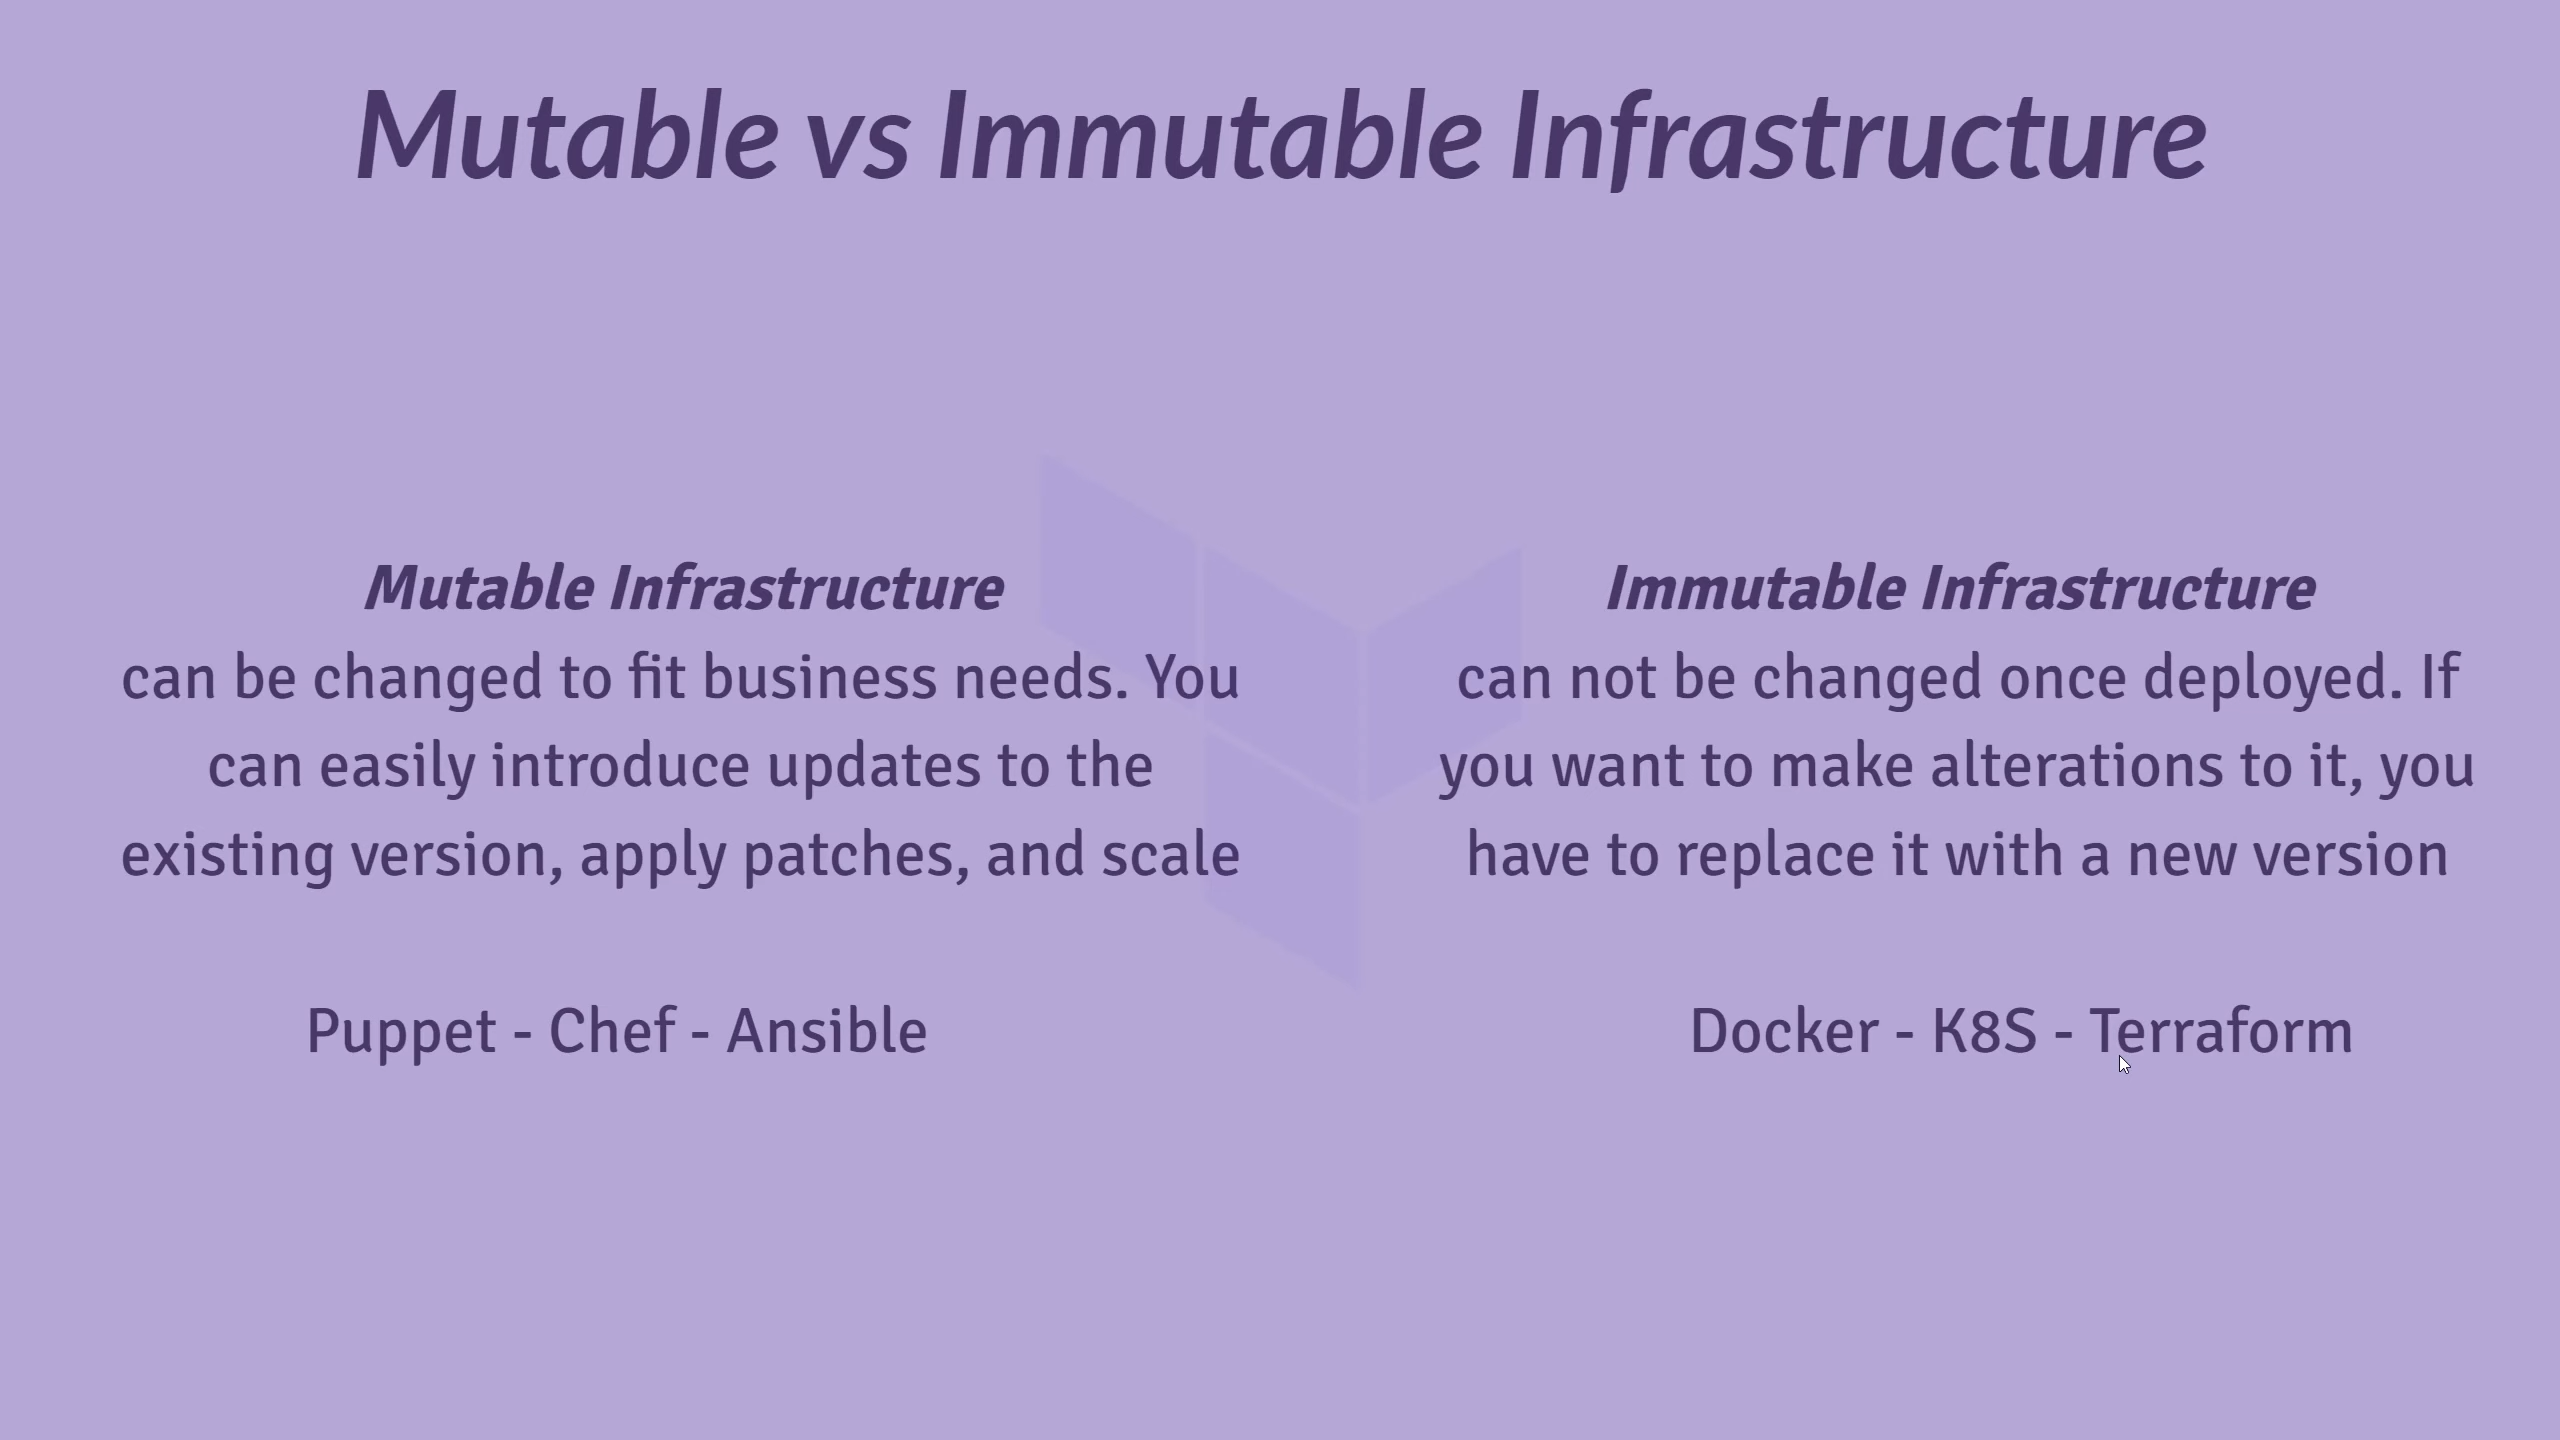 Mutable vs Immutable Infrastructure
Mutable Infrastructure
can be changed to fit business needs. You
can easily introduce updates to the
existing version, apply patches, and scale
Puppet - Chef - Ansible
Immutable Infrastructure
can not be changed once deployed. If
you want to make alterations to it, you
have to replace it with a new version
Docker - K8S - Terraform